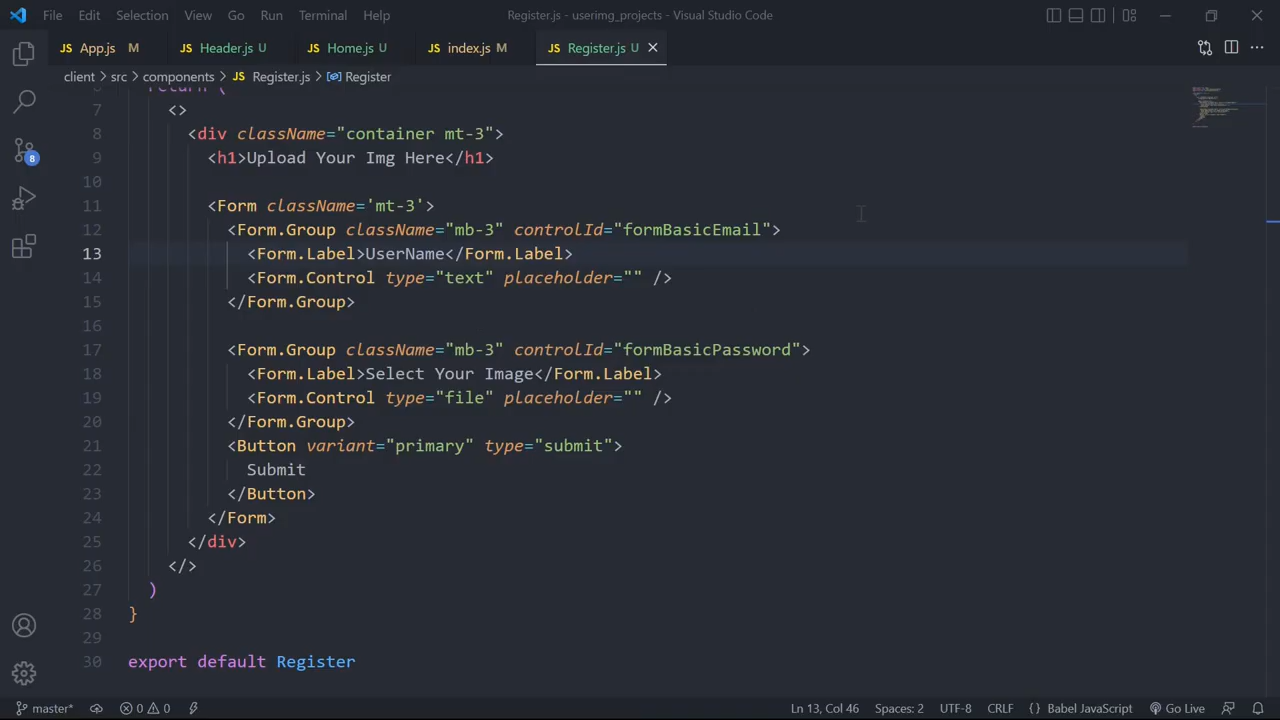 File Edit Selection View Go Run Terminal Help Register.js - userimg_projects - Visual Studio Code
JS App.js M JS Header.js U JS Home.js U JS index.js M JS Register.js U
client > src > components > JS Register.js > Register
6 return (
7 <>
8 <div className="container mt-3">
9 <h1>Upload Your Img Here</h1>
10
11 <Form className='mt-3'>
12 <Form.Group className="mb-3" controlId="formBasicEmail">
13 <Form.Label>UserName</Form.Label>
14 <Form.Control type="text" placeholder="" />
15 </Form.Group>
16
17 <Form.Group className="mb-3" controlId="formBasicPassword">
18 <Form.Label>Select Your Image</Form.Label>
19 <Form.Control type="file" placeholder="" />
20 </Form.Group>
21 <Button variant="primary" type="submit">
22 Submit
23 </Button>
24 </Form>
25 </div>
26 </>
27 )
28 }
29
30 export default Register
8
master* 0 0 Ln 13, Col 46 Spaces: 2 UTF-8 CRLF {} Babel JavaScript Go Live